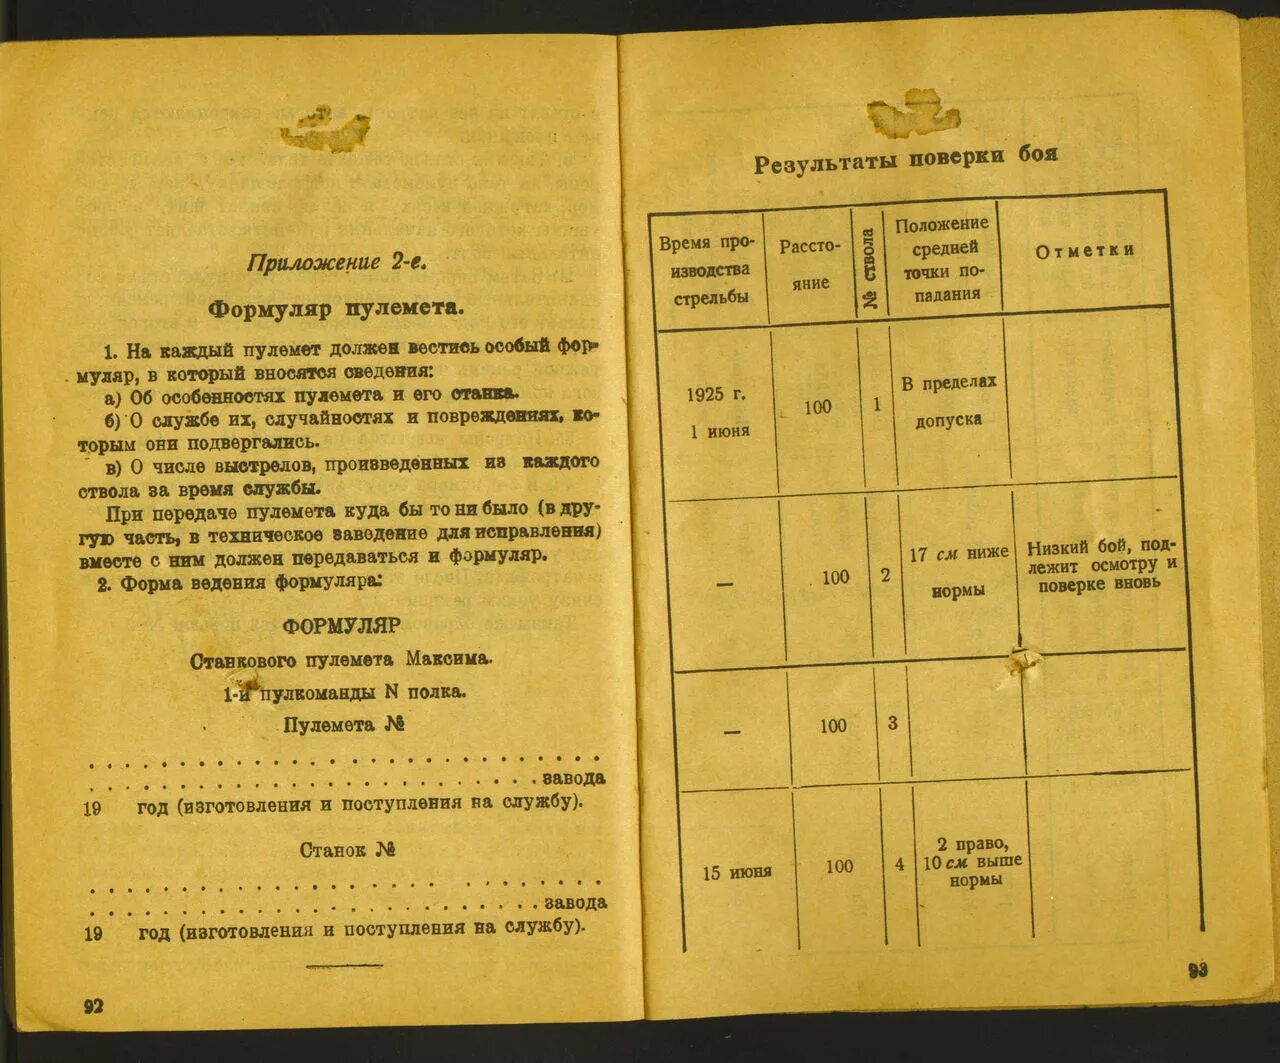 Приложение 2-е.
Формуляр пулемета.
1. На каждый пулемет должен вестись особый фор-
муляр, в который вносятся сведения:
а) Об особенностях пулемета и его станка.
б) О службе их, случайностях и повреждениях, ко-
торым они подвергались.
в) О числе выстрелов, произведенных из каждого
ствола за время службы.
При передаче пулемета куда бы то ни было (в дру-
гую часть, в техническое заведение для исправления)
вместе с ним должен передаваться и формуляр.
2. Форма ведения формуляра:
ФОРМУЛЯР
Станкового пулемета Максима.
1-й пулкоманды N полка.
Пулемета №
завода
19 год (изготовления и поступления на службу).
Станок №
завода
19 год (изготовления и поступления на службу).
92
Результаты поверки боя
Время про-
изводства
стрельбы
Рассто-
яние
№ ствола
Положение
средней
точки по-
падания
Отметки
1925 г.
1 июня
100
1
В пределах
допуска
—
100
2
17 см ниже
нормы
Низкий бой, под-
лежит осмотру и
поверке вновь
—
100
3
15 июня
100
4
2 право,
10 см выше
нормы
93